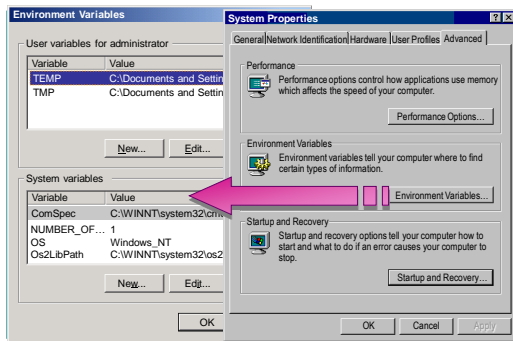 Environment Variables
User variables for administrator
Variable Value
TEMP C:\Documents and Settin
TMP C:\Documents and Settin
New... Edit...
System variables
Variable Value
ComSpec C:\WINNT\system32\cm
NUMBER_OF... 1
OS Windows_NT
Os2LibPath C:\WINNT\system32\os2
New... Edit...
OK
System Properties
General Network Identification Hardware User Profiles Advanced
Performance
Performance options control how applications use memory
which affects the speed of your computer.
Performance Options...
Environment Variables
Environment variables tell your computer where to find
certain types of information.
Environment Variables...
Startup and Recovery
Startup and recovery options tell your computer how to
start and what to do if an error causes your computer to
stop.
Startup and Recovery...
OK Cancel Apply